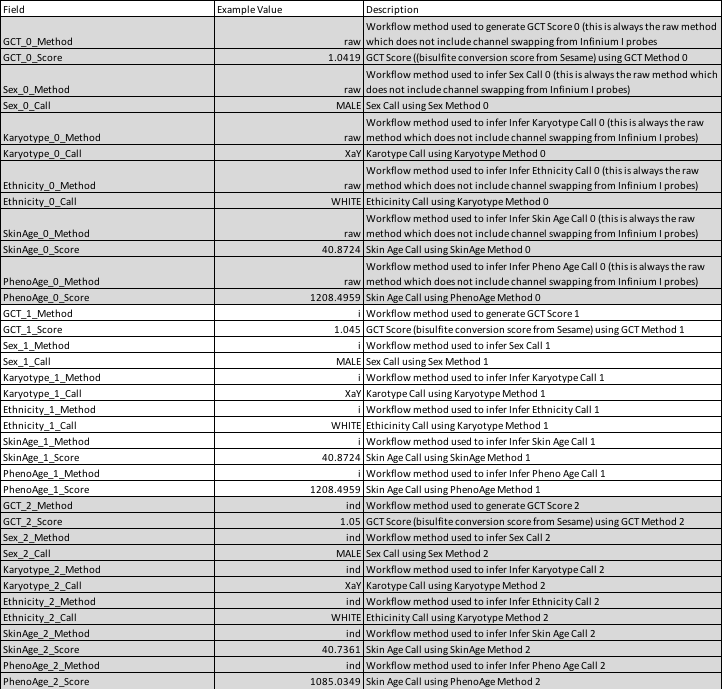 Field Example Value Description
GCT_0_Method raw Workflow method used to generate GCT Score 0 (this is always the raw method
which does not include channel swapping from Infinium I probes
GCT_0_Score 1.0419 GCT Score ((bisulfite conversion score from Sesame) using GCT Method 0
Sex_0_Method raw Workflow method used to infer Sex Call 0 (this is always the raw method which
does not include channel swapping from Infinium I probes)
Sex_0_Call MALE Sex Call using Sex Method 0
Karyotype_0_Method raw Workflow method used to infer Infer Karyotype Call 0 (this is always the raw
method which does not include channel swapping from Infinium I probes)
Karyotype_0_Call XaY Karotype Call using Karyotype Method 0
Ethnicity_0_Method raw Workflow method used to infer Infer Ethnicity Call 0 (this is always the raw
method which does not include channel swapping from Infinium I probes)
Ethnicity_0_Call WHITE Ethicinity Call using Karyotype Method 0
SkinAge_0_Method raw Workflow method used to infer Infer Skin Age Call 0 (this is always the raw
method which does not include channel swapping from Infinium I probes)
SkinAge_0_Score 40.8724 Skin Age Call using SkinAge Method 0
PhenoAge_0_Method raw Workflow method used to infer Infer Pheno Age Call 0 (this is always the raw
method which does not include channel swapping from Infinium I probes)
PhenoAge_0_Score 1208.4959 Skin Age Call using PhenoAge Method 0
GCT_1_Method i Workflow method used to generate GCT Score 1
GCT_1_Score 1.045 GCT Score (bisulfite conversion score from Sesame) using GCT Method 1
Sex_1_Method i Workflow method used to infer Sex Call 1
Sex_1_Call MALE Sex Call using Sex Method 1
Karyotype_1_Method i Workflow method used to infer Infer Karyotype Call 1
Karyotype_1_Call XaY Karotype Call using Karyotype Method 1
Ethnicity_1_Method i Workflow method used to infer Infer Ethnicity Call 1
Ethnicity_1_Call WHITE Ethicinity Call using Karyotype Method 1
SkinAge_1_Method i Workflow method used to infer Infer Skin Age Call 1
SkinAge_1_Score 40.8724 Skin Age Call using SkinAge Method 1
PhenoAge_1_Method i Workflow method used to infer Infer Pheno Age Call 1
PhenoAge_1_Score 1208.4959 Skin Age Call using PhenoAge Method 1
GCT_2_Method ind Workflow method used to generate GCT Score 2
GCT_2_Score 1.05 GCT Score (bisulfite conversion score from Sesame) using GCT Method 2
Sex_2_Method ind Workflow method used to infer Sex Call 2
Sex_2_Call MALE Sex Call using Sex Method 2
Karyotype_2_Method ind Workflow method used to infer Infer Karyotype Call 2
Karyotype_2_Call XaY Karotype Call using Karyotype Method 2
Ethnicity_2_Method ind Workflow method used to infer Infer Ethnicity Call 2
Ethnicity_2_Call WHITE Ethicinity Call using Karyotype Method 2
SkinAge_2_Method ind Workflow method used to infer Infer Skin Age Call 2
SkinAge_2_Score 40.7361 Skin Age Call using SkinAge Method 2
PhenoAge_2_Method ind Workflow method used to infer Infer Pheno Age Call 2
PhenoAge_2_Score 1085.0349 Skin Age Call using PhenoAge Method 2